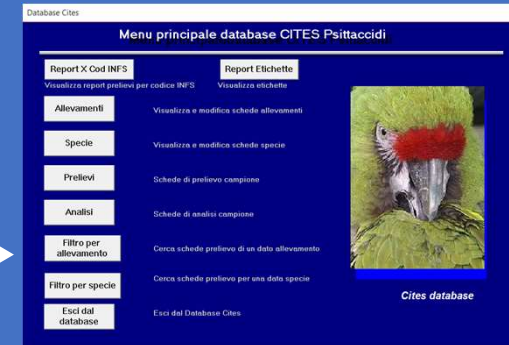 Database Cites
Menu principale database CITES Psittaccidi
Report X Cod INFS
Report Etichette
Visualizza report prelievi per codice INFS
Visualizza etichette
Allevamenti
Visualizza e modifica schede allevamenti
Specie
Visualizza e modifica schede specie
Prelievi
Schede di prelievo campione
Analisi
Schede di analisi campione
Filtro per
allevamento
Cerca schede prelievo di un dato allevamento
Filtro per specie
Cerca schede prelievo per una data specie
Cites database
Esci dal
database
Esci dal Database Cites